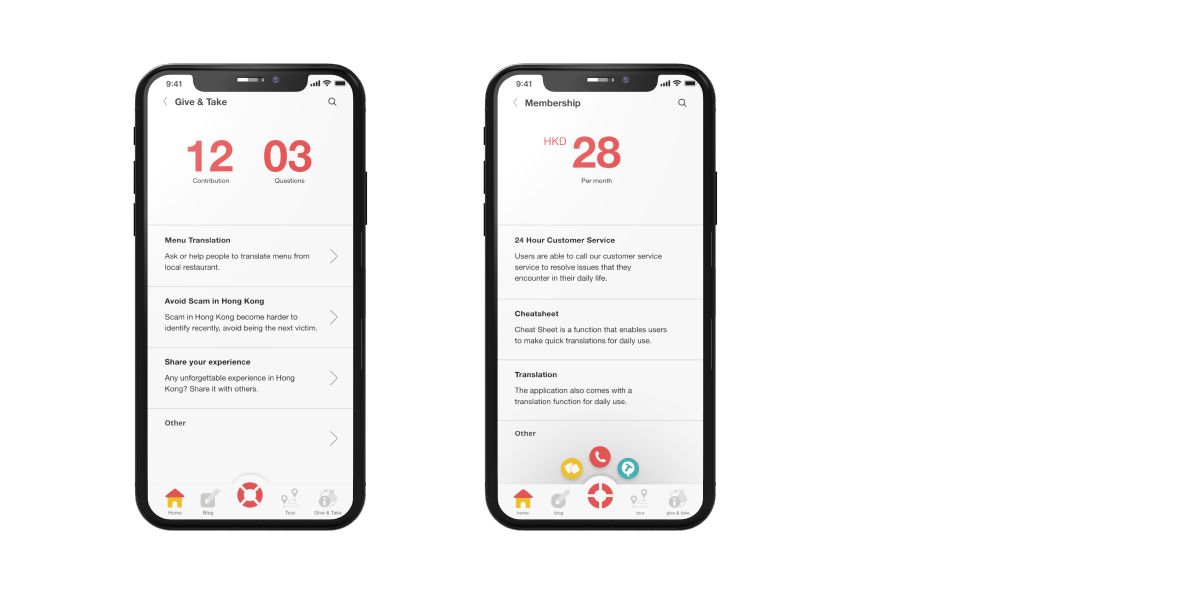 9:41
Give & Take
12 03
Contribution Questions
Menu Translation
Ask or help people to translate menu from
local restaurant.
Avoid Scam in Hong Kong
Scam in Hong Kong become harder to
identify recently, avoid being the next victim.
Share your experience
Any unforgettable experience in Hong
Kong? Share it with others.
Other
Home Blog Tour Give & Take
9:41
Membership
HKD 28
Per month
24 Hour Customer Service
Users are able to call our customer service
service to resolve issues that they
encounter in their daily life.
Cheatsheet
Cheat Sheet is a function that enables users
to make quick translations for daily use.
Translation
The application also comes with a
translation function for daily use.
Other
home blog tour give & take